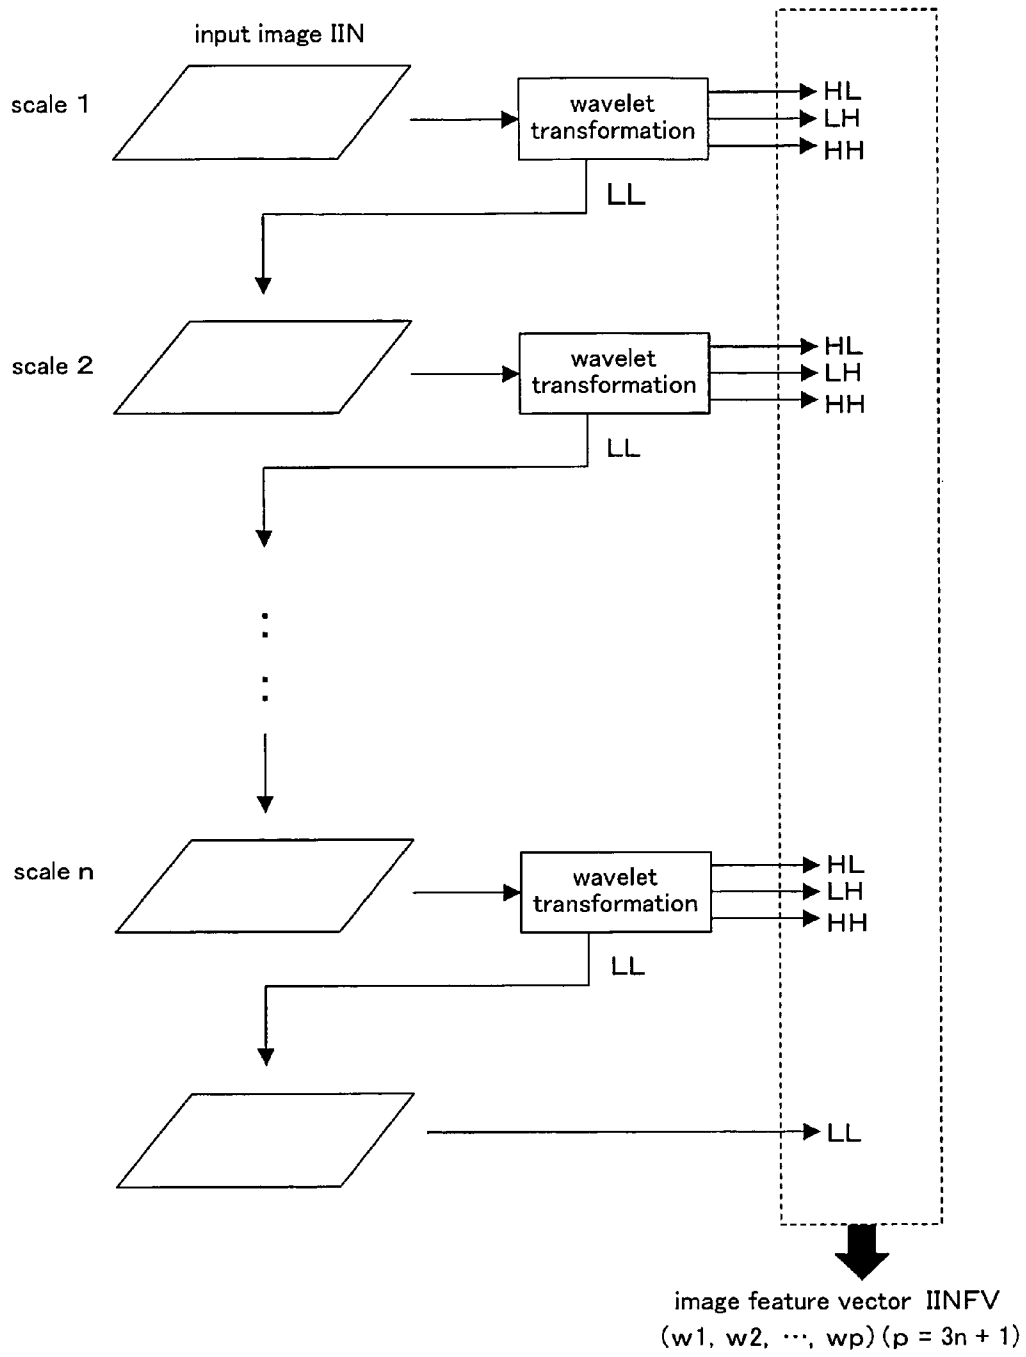 input image IIN
scale 1
wavelet
transformation
HL
LH
HH
LL
scale 2
wavelet
transformation
HL
LH
HH
LL
scale n
wavelet
transformation
HL
LH
HH
LL
LL
image feature vector IINFV
(w1, w2, ···, wp) (p = 3n + 1)